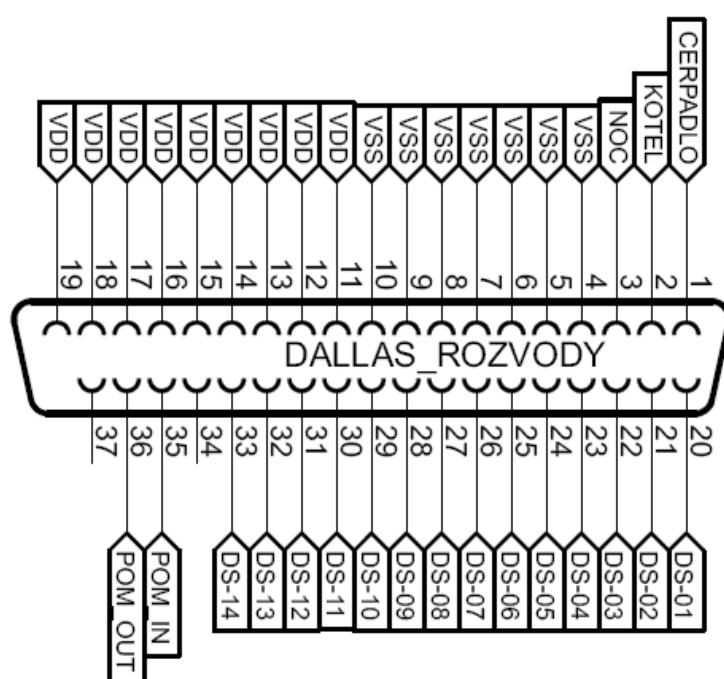 CERPADLO 1 20 DS-01
KOTEL 2 21 DS-02
NOC 3 22 DS-03
VSS 4 23 DS-04
VSS 5 24 DS-05
VSS 6 25 DS-06
VSS 7 26 DS-07
VSS 8 27 DS-08
VSS 9 28 DS-09
VSS 10 29 DS-10
VDD 11 30 DS-11
VDD 12 31 DS-12
VDD 13 32 DS-13
VDD 14 33 DS-14
VDD 15 34
VDD 16 35 POM_IN
VDD 17 36 POM_OUT
VDD 18 37
VDD 19
DALLAS_ROZVODY